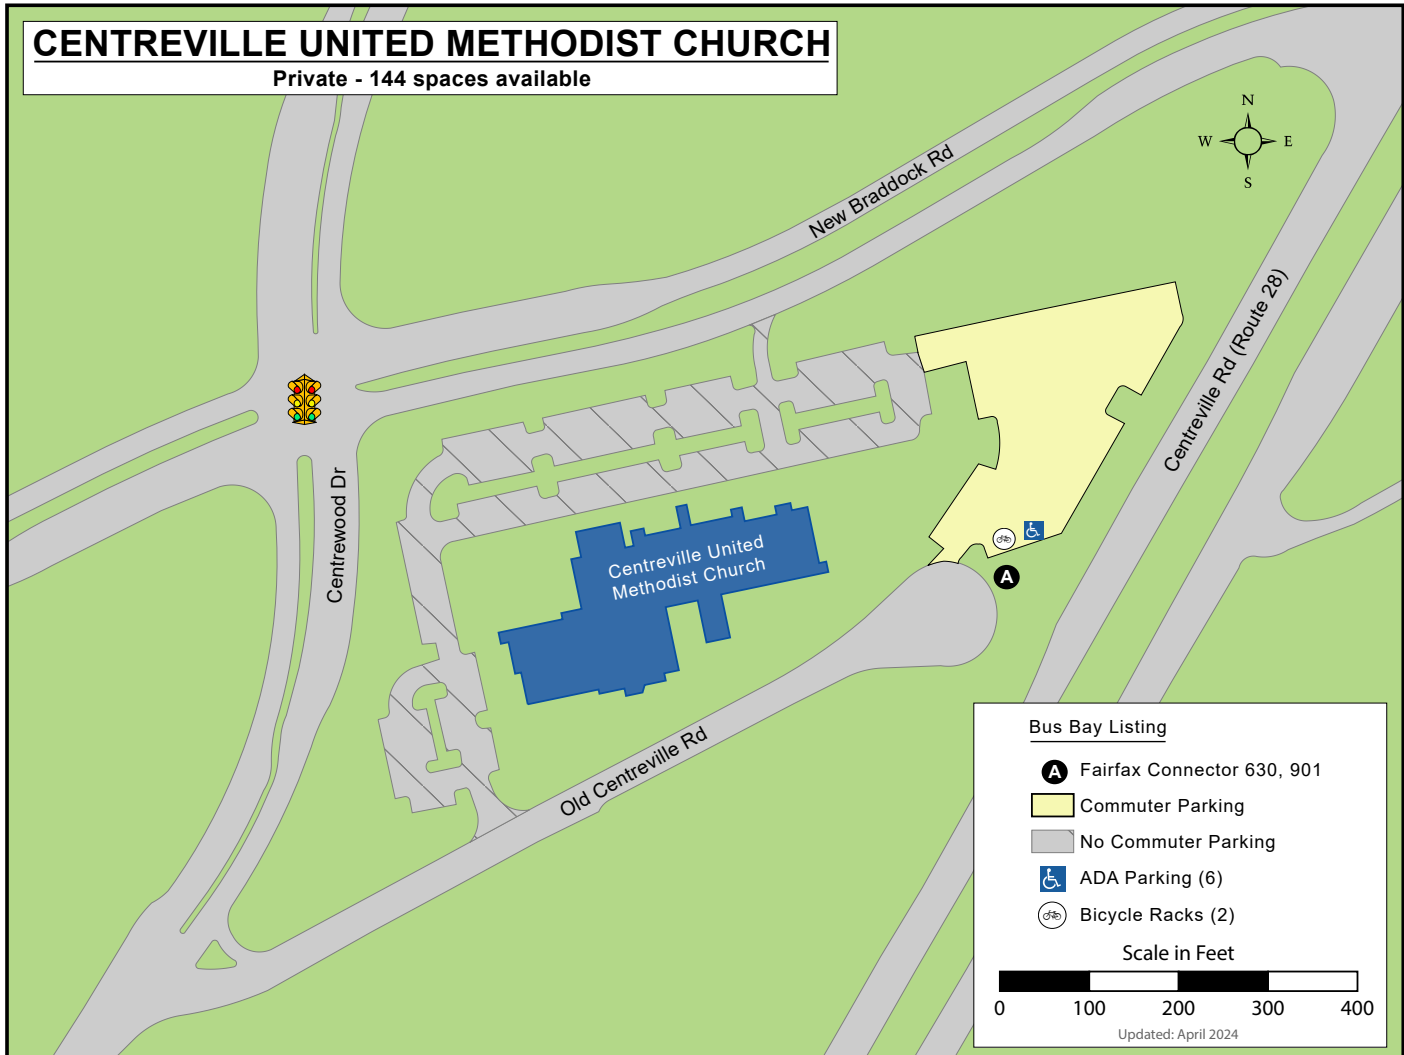 CENTREVILLE UNITED METHODIST CHURCH
Private - 144 spaces available
N
W E
S
New Braddock Rd
Centreville Rd (Route 28)
Centrewood Dr
Centreville United
Methodist Church
A
Old Centreville Rd
Bus Bay Listing
A Fairfax Connector 630, 901
Commuter Parking
No Commuter Parking
ADA Parking (6)
Bicycle Racks (2)
Scale in Feet
0 100 200 300 400
Updated: April 2024